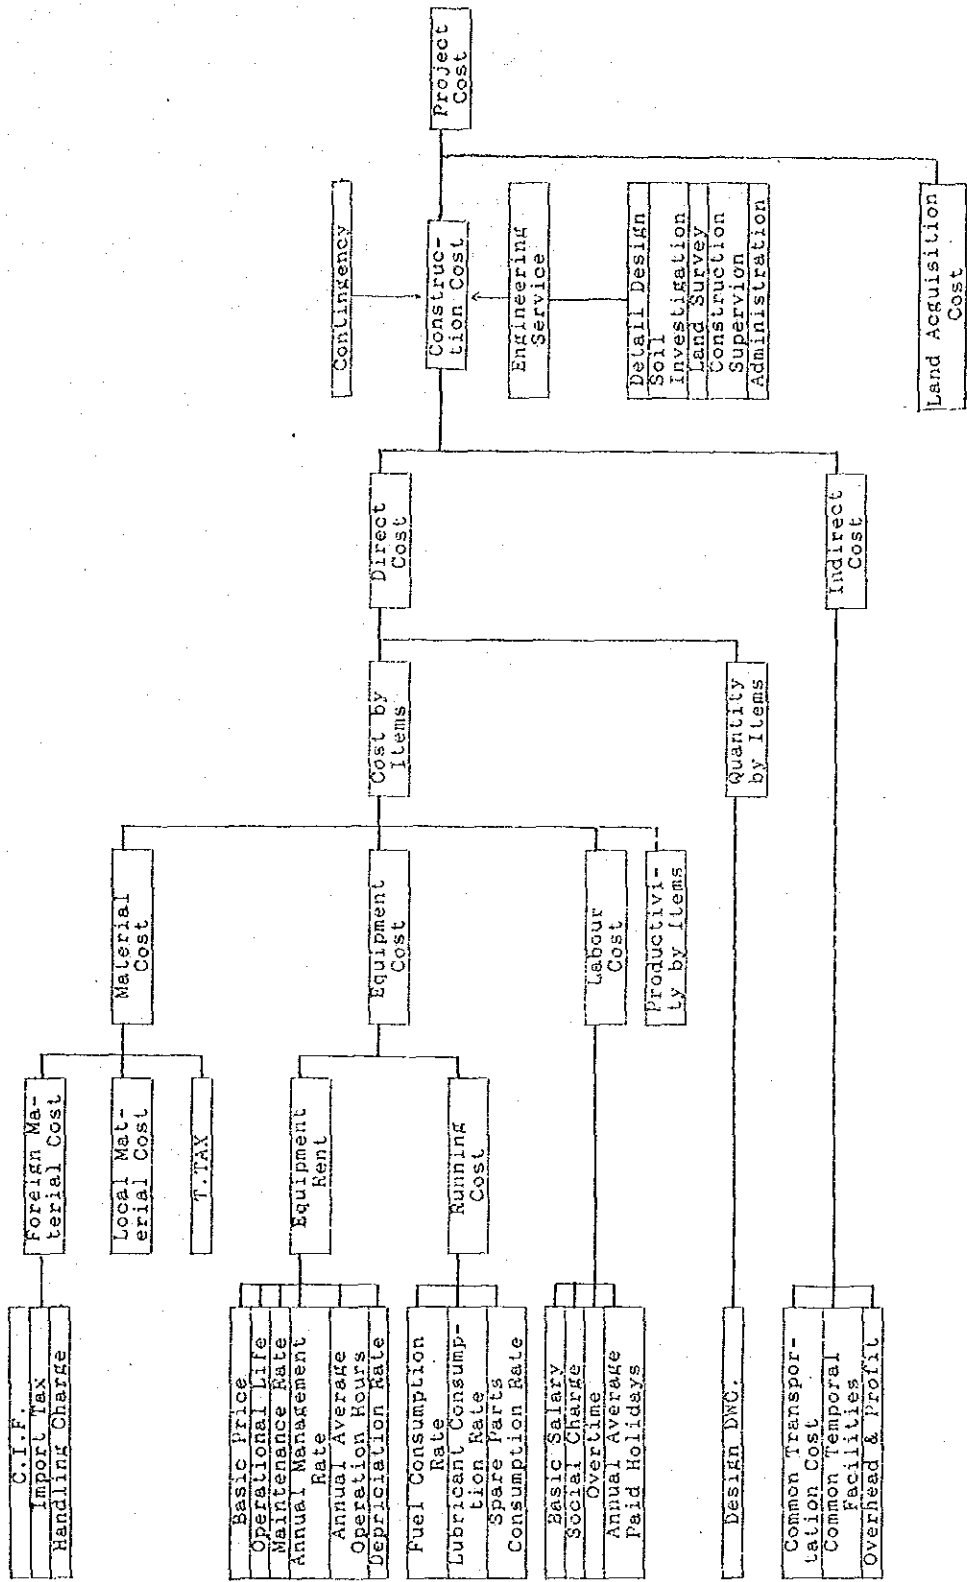 C.I.F.
Import Tax
Handling Charge
Basic Price
Operational Life
Maintenance Rate
Annual Management
Rate
Annual Average
Operation Hours
Depriciation Rate
Fuel Consumption
Rate
Lubricant Consump-
tion Rate
Spare Parts
Consumption Rate
Basic Salary
Social Charge
Overtime
Annual Average
Paid Holidays
Design DWC.
Common Transpor-
tation Cost
Common Temporal
Facilities
Overhead & Profit
Foreign Ma-
terial Cost
Local Mat-
erial Cost
T.TAX
Equipment
Rent
Running
Cost
Material
Cost
Equipment
Cost
Labour
Cost
Productivi-
ty by Items
Cost by
Items
Quantity
by Items
Direct
Cost
Indirect
Cost
Contingency
Construc-
tion Cost
Engineering
Service
Detail Design
Soil
Investigation
Land Survey
Construction
Supervion
Administration
Land Acquisition
Cost
Project
Cost